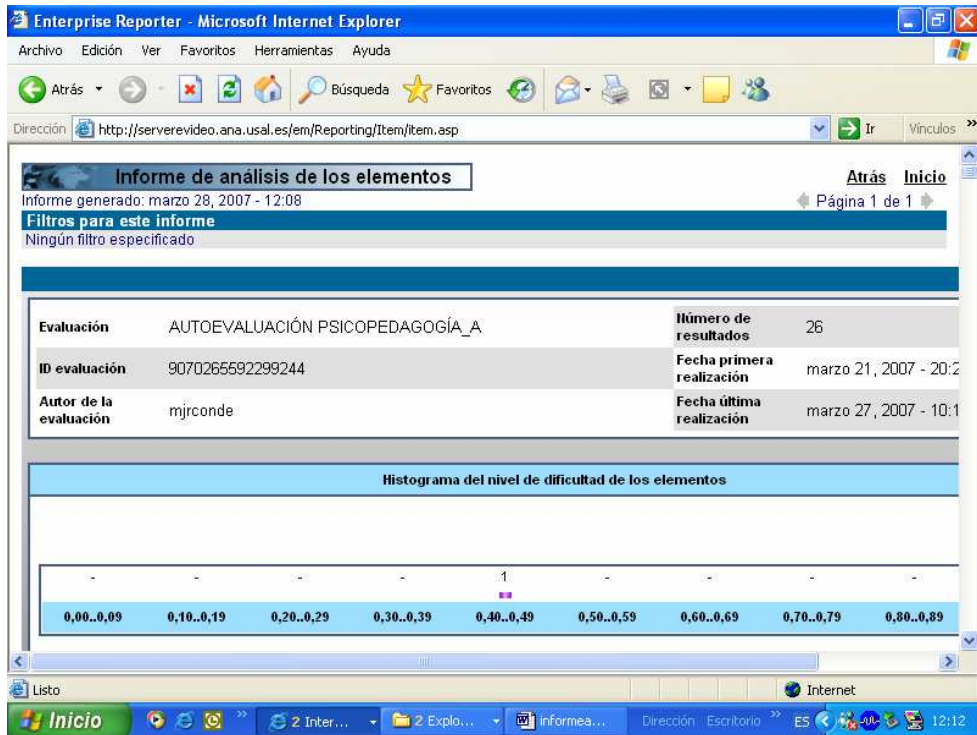 Enterprise Reporter - Microsoft Internet Explorer
Archivo Edición Ver Favoritos Herramientas Ayuda
Atrás Búsqueda Favoritos
Dirección http://serverevideo.ana.usal.es/em/Reporting/Item/item.asp Ir Vínculos »
Informe de análisis de los elementos
Atrás Inicio
Informe generado: marzo 28, 2007 - 12:08
Página 1 de 1
Filtros para este informe
Ningún filtro especificado
Evaluación AUTOEVALUACIÓN PSICOPEDAGOGÍA_A
Número de resultados 26
ID evaluación 9070265592299244
Fecha primera realización marzo 21, 2007 - 20:2
Autor de la evaluación mjrconde
Fecha última realización marzo 27, 2007 - 10:1
Histograma del nivel de dificultad de los elementos
- - - - 1 - - - -
0,00..0,09 0,10..0,19 0,20..0,29 0,30..0,39 0,40..0,49 0,50..0,59 0,60..0,69 0,70..0,79 0,80..0,89
Listo Internet
Inicio » 2 Inter... 2 Explo... informea... Dirección Escritorio » ES 12:12